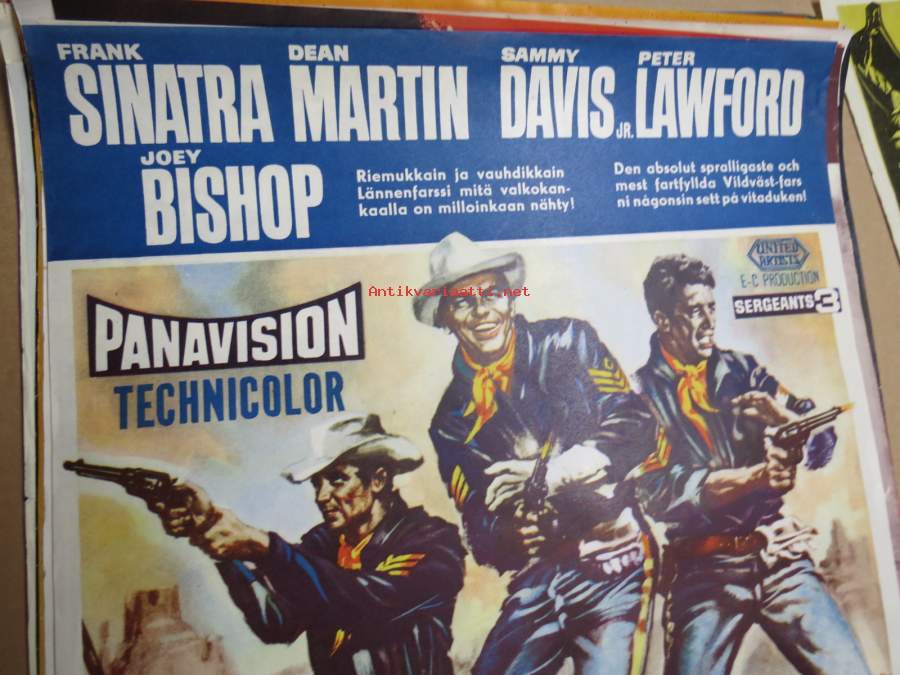 FRANK SINATRA
DEAN MARTIN
SAMMY DAVIS JR.
PETER LAWFORD
JOEY BISHOP
Riemukkain ja vauhdikkain
Lännenfarssi mitä valkokan-
kaalla on milloinkaan nähty!
Den absolut spralligaste och
mest fartfyllda Vildväst-fars
ni någonsin sett på vitaduken!
UNITED
ARTISTS
E-C PRODUCTION
SERGEANTS 3
Antikvariaatti.net
PANAVISION
TECHNICOLOR